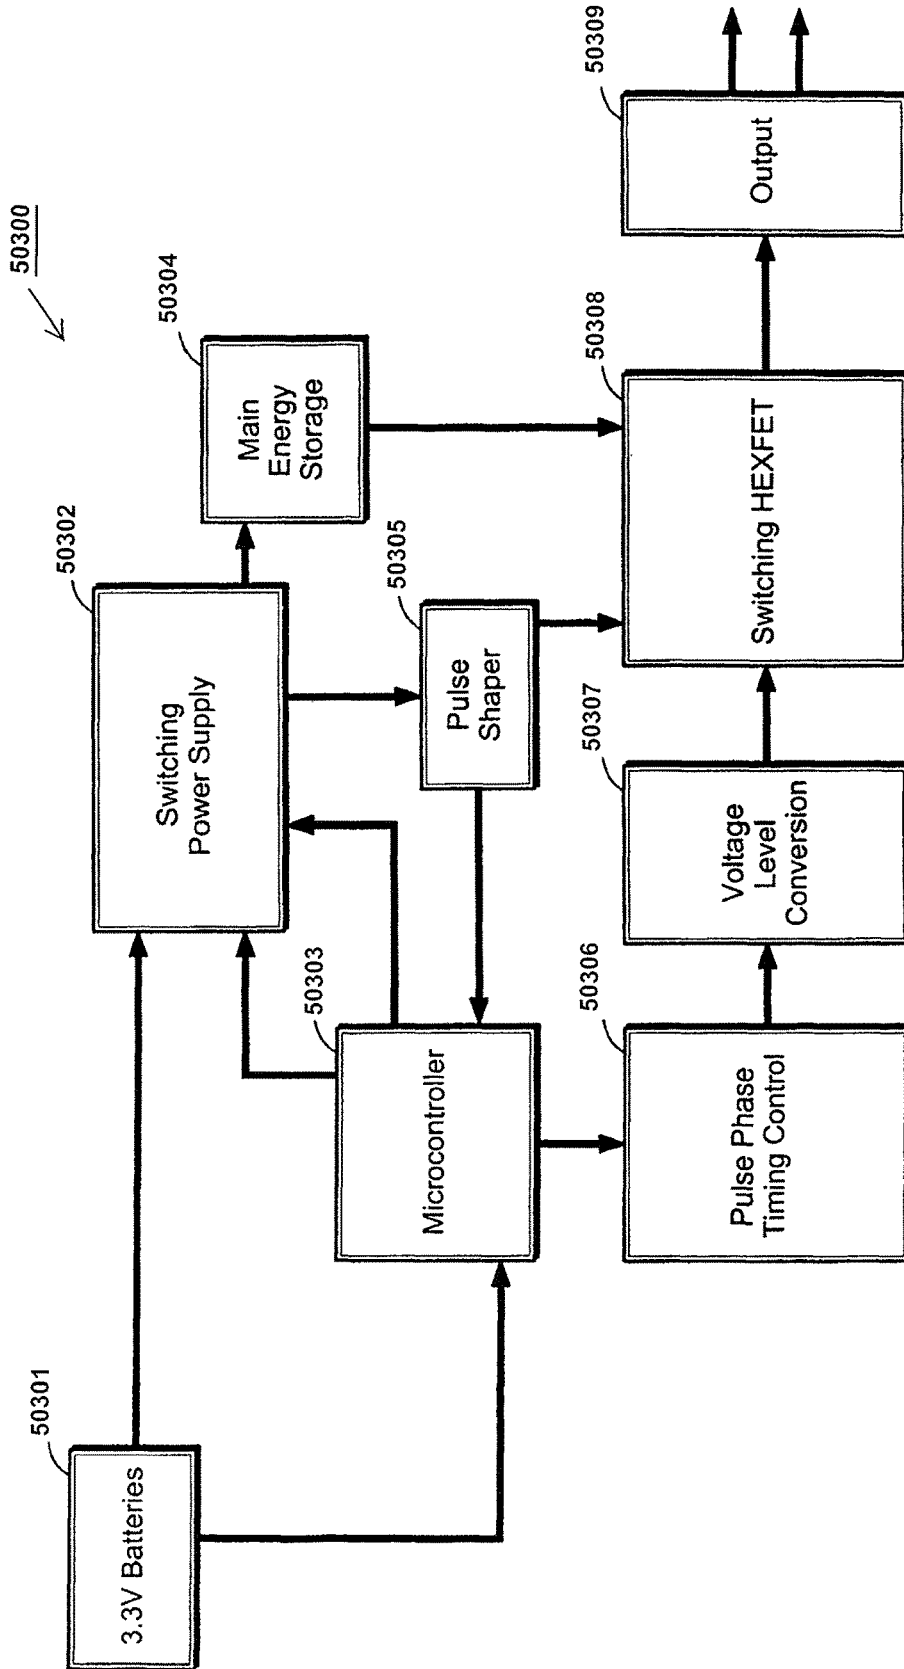 50300
50301
3.3V Batteries
50302
Switching
Power Supply
50303
Microcontroller
50304
Main
Energy
Storage
50305
Pulse
Shaper
50306
Pulse Phase
Timing Control
50307
Voltage
Level
Conversion
50308
Switching HEXFET
50309
Output